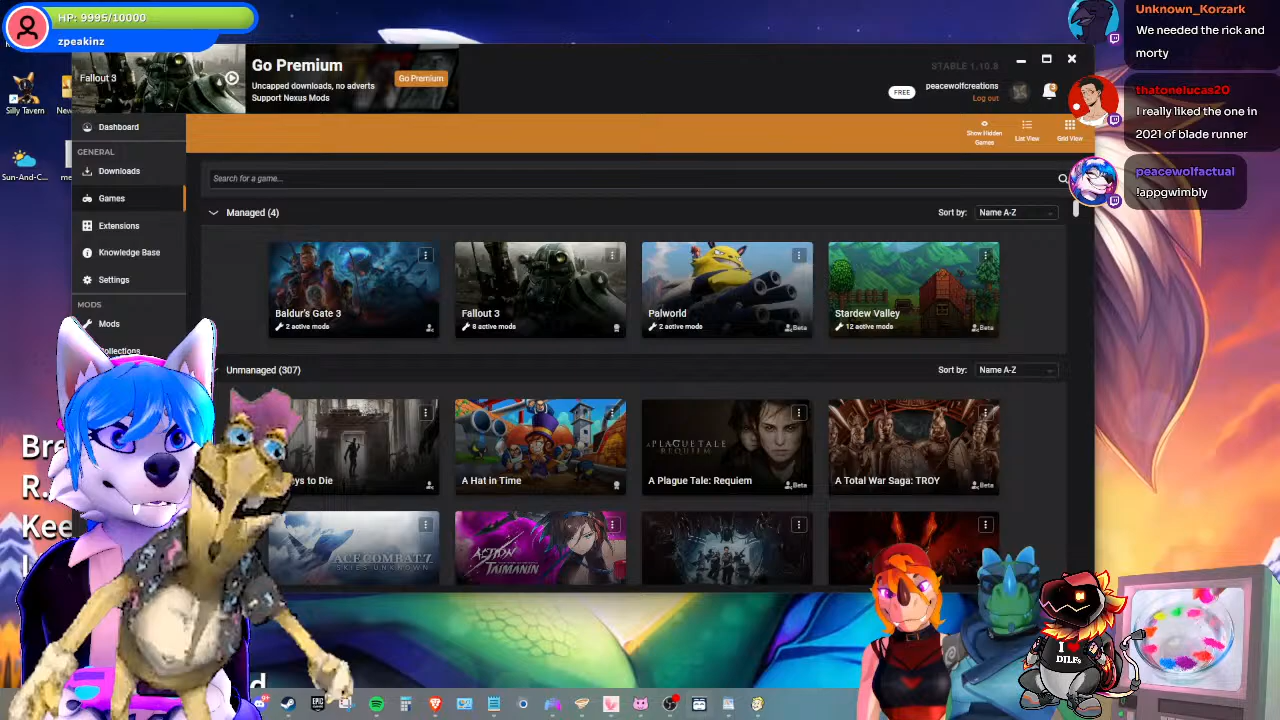 HP: 9995/10000
zpeakinz
Unknown_Korzark
We needed the rick and
morty
thatonelucas20
I really liked the one in
2021 of blade runner
peacewolfactual
!appgwimbly
Silly Tavern
Sun-And-C...
Fallout 3
Go Premium
Uncapped downloads, no adverts
Support Nexus Mods
Go Premium
STABLE 1.10.8
FREE
peacewolfcreations
Log out
Dashboard
GENERAL
Downloads
Games
Extensions
Knowledge Base
Settings
MODS
Mods
Collections
Show Hidden
Games
List View
Grid View
Search for a game...
Managed (4)
Sort by:
Name A-Z
Baldur's Gate 3
2 active mods
Fallout 3
8 active mods
Palworld
2 active mods
Beta
Stardew Valley
12 active mods
Beta
Unmanaged (307)
Sort by:
Name A-Z
to Die
A Hat in Time
A PLAGUE TALE
REQUIEM
A Plague Tale: Requiem
Beta
A Total War Saga: TROY
Beta
ACE COMBAT 7
SKIES UNKNOWN
ACTION
TAIMANIN
Bre
R.
Kee
d
I ❤ DILFs